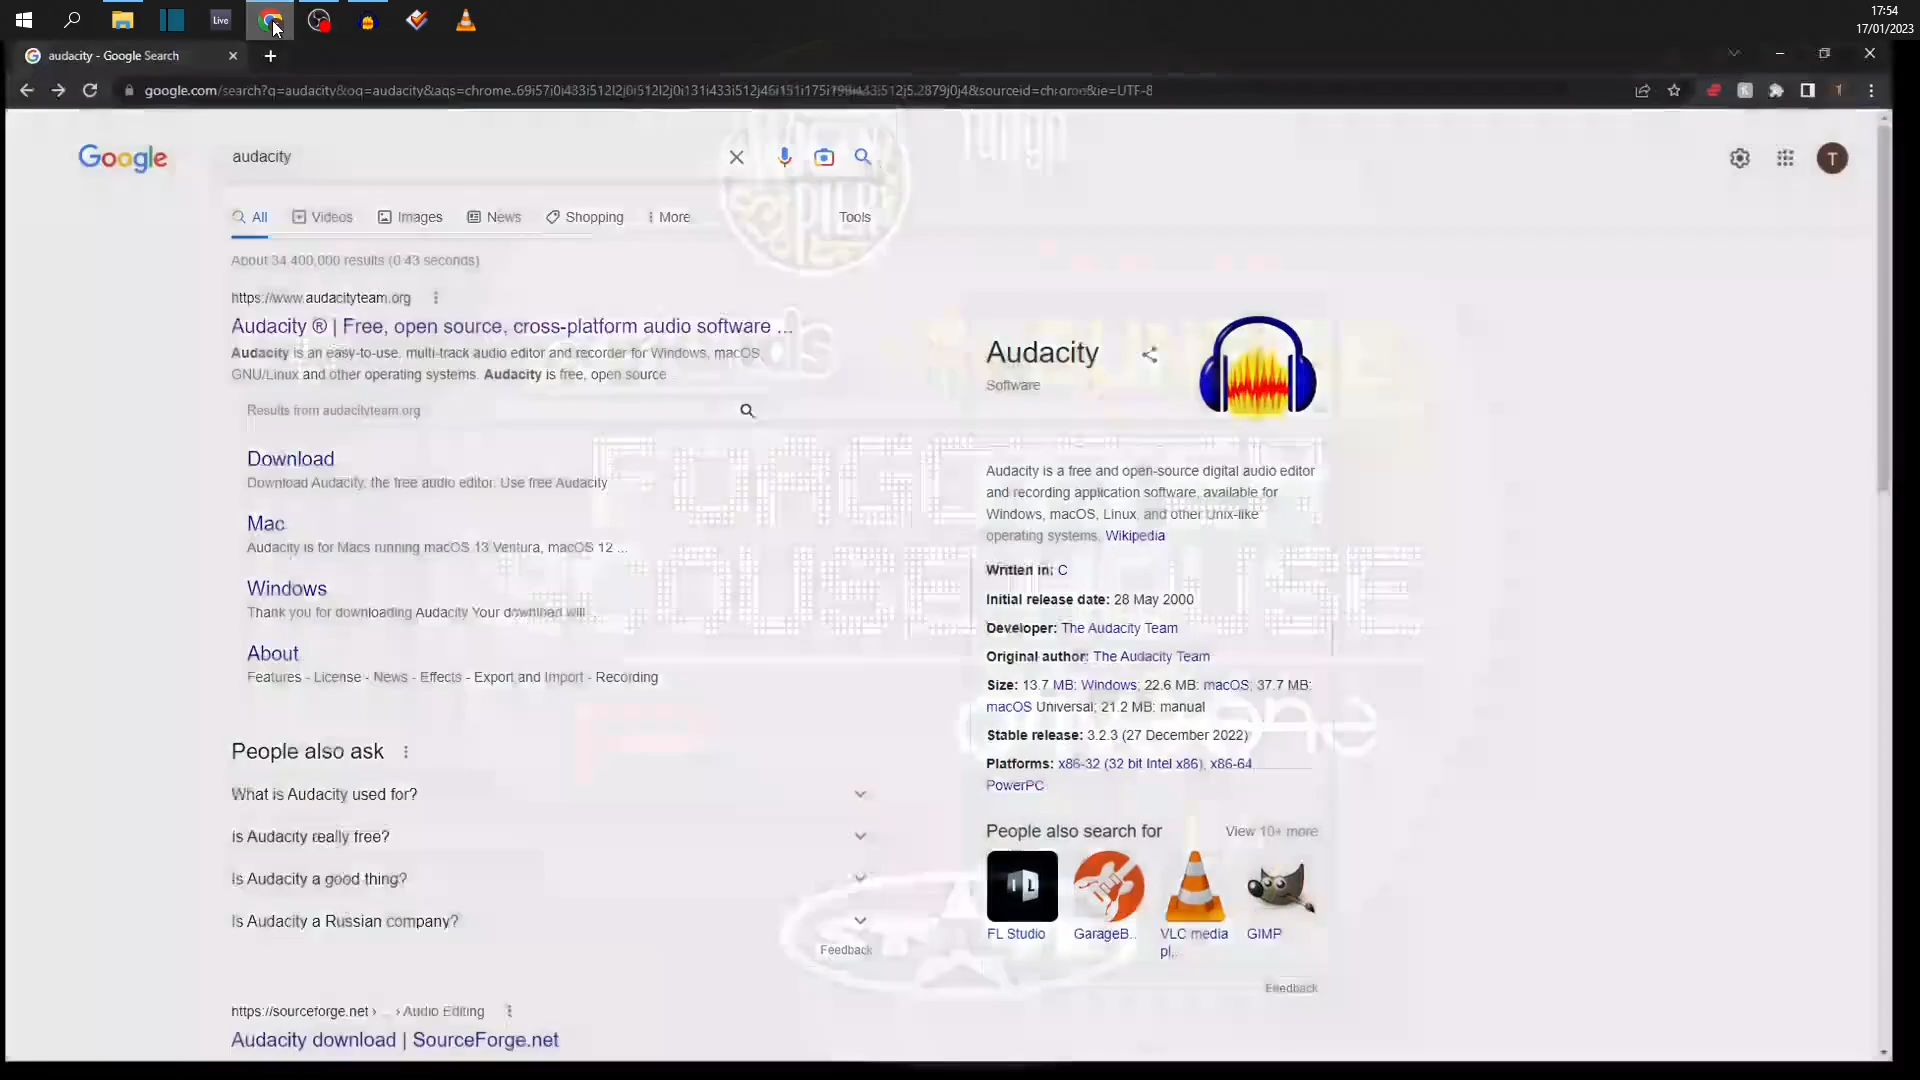 17:54
17/01/2023
Live
audacity - Google Search
google.com/search?q=audacity&oq=audacity&aqs=chrome..69i57j0i433i512l2j0i512l2j0i131i433i512j46i151i175i199i433i512j5.2879j0j4&sourceid=chrome&ie=UTF-8
Google
audacity
T
All
Videos
Images
News
Shopping
More
Tools
About 34,400,000 results (0.43 seconds)
https://www.audacityteam.org
Audacity ® | Free, open source, cross-platform audio software ...
Audacity is an easy-to-use, multi-track audio editor and recorder for Windows, macOS,
GNU/Linux and other operating systems. Audacity is free, open source
Results from audacityteam.org
Download
Download Audacity, the free audio editor. Use free Audacity
Mac
Audacity is for Macs running macOS 13 Ventura, macOS 12 ...
Windows
Thank you for downloading Audacity Your download will ...
About
Features - License - News - Effects - Export and Import - Recording
People also ask
What is Audacity used for?
Is Audacity really free?
Is Audacity a good thing?
Is Audacity a Russian company?
Feedback
https://sourceforge.net › ... › Audio Editing
Audacity download | SourceForge.net
Audacity
Software
Audacity is a free and open-source digital audio editor
and recording application software, available for
Windows, macOS, Linux, and other Unix-like
operating systems. Wikipedia
Written in: C
Initial release date: 28 May 2000
Developer: The Audacity Team
Original author: The Audacity Team
Size: 13.7 MB: Windows; 22.6 MB: macOS; 37.7 MB:
macOS Universal; 21.2 MB: manual
Stable release: 3.2.3 (27 December 2022)
Platforms: x86-32 (32 bit Intel x86), x86-64,
PowerPC
People also search for
View 10+ more
FL Studio
GarageB..
VLC media
pl..
GIMP
Feedback